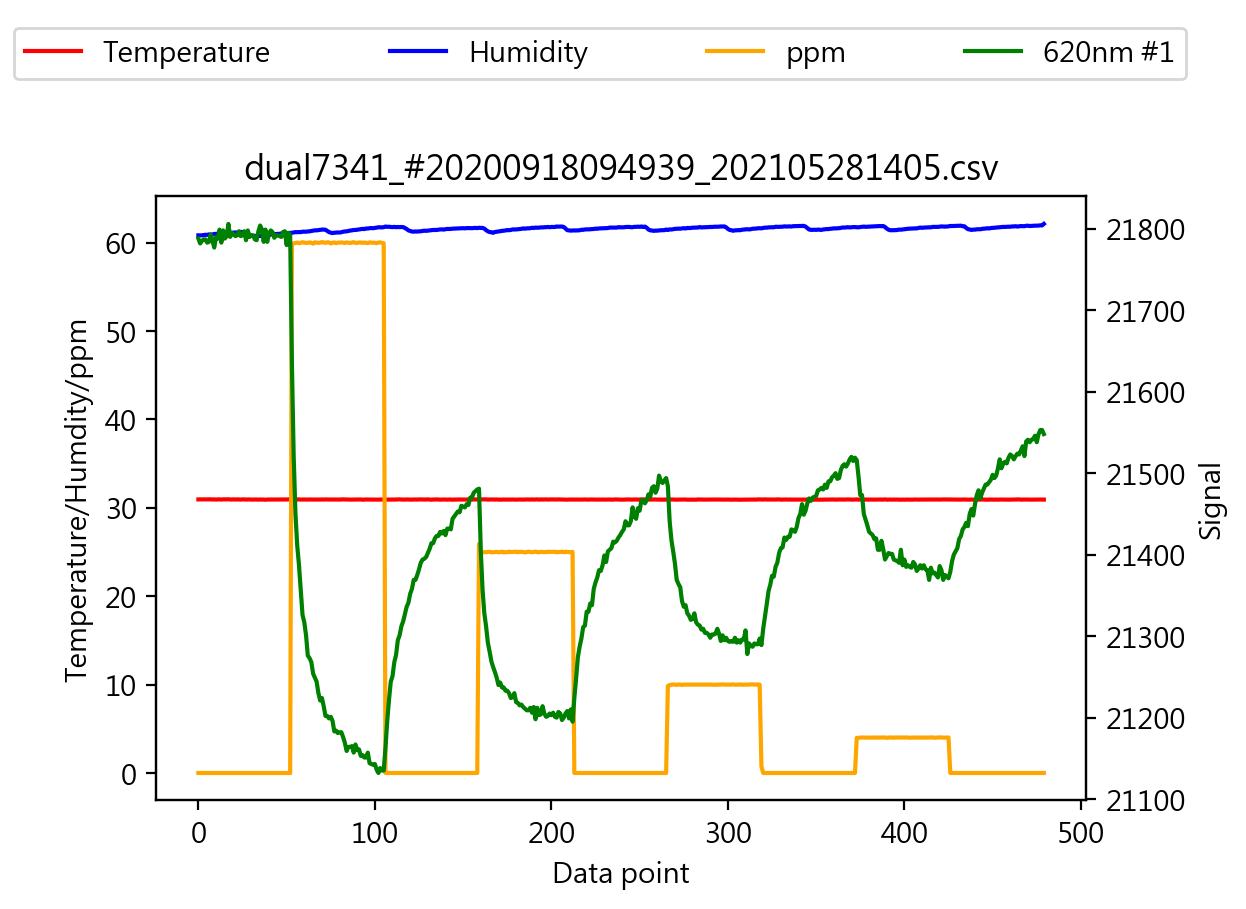 Temperature Humidity ppm 620nm #1
dual7341_#20200918094939_202105281405.csv
Temperature/Humdity/ppm
60
50
40
30
20
10
0
21800
21700
21600
21500
21400
21300
21200
21100
Signal
0 100 200 300 400 500
Data point